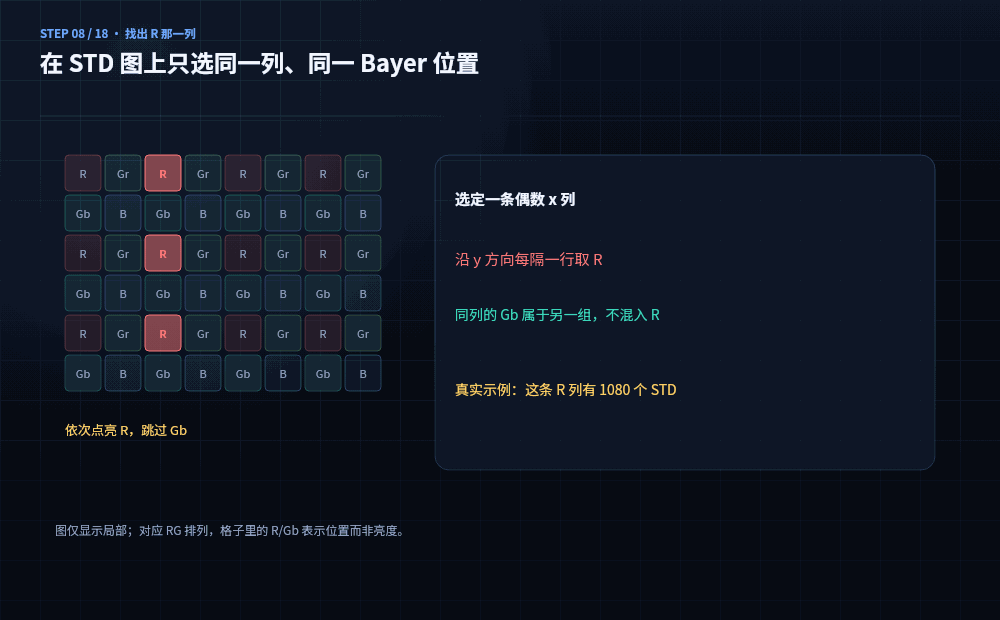 STEP 08 / 18 · 找出 R 那一列
在 STD 图上只选同一列、同一 Bayer 位置
R Gr R Gr R Gr R Gr
Gb B Gb B Gb B Gb B
R Gr R Gr R Gr R Gr
Gb B Gb B Gb B Gb B
R Gr R Gr R Gr R Gr
Gb B Gb B Gb B Gb B
依次点亮 R，跳过 Gb
选定一条偶数 x 列
沿 y 方向每隔一行取 R
同列的 Gb 属于另一组，不混入 R
真实示例：这条 R 列有 1080 个 STD
图仅显示局部；对应 RG 排列，格子里的 R/Gb 表示位置而非亮度。